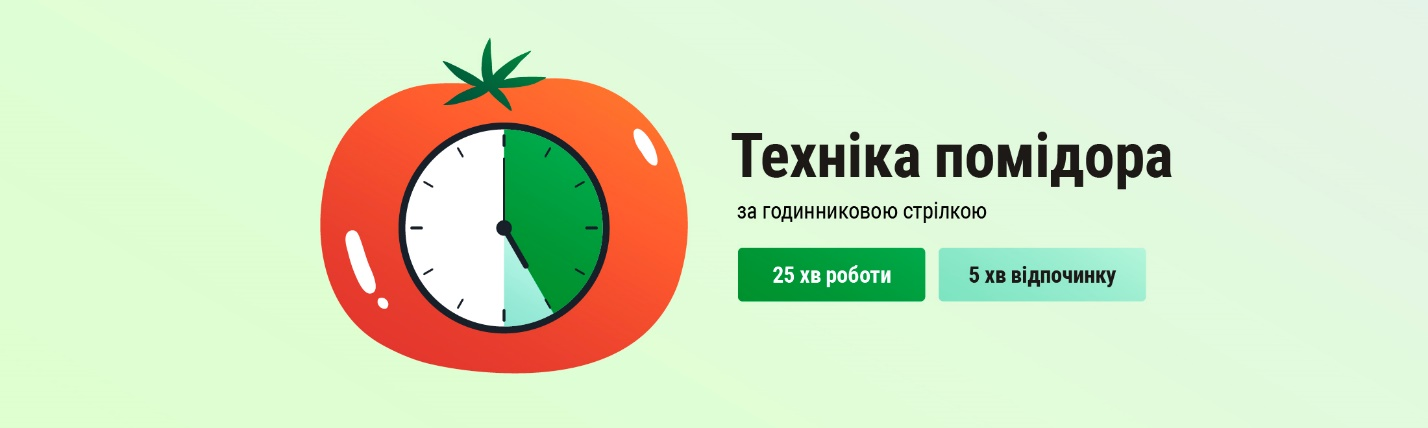 Техніка помідора
за годинниковою стрілкою
25 хв роботи
5 хв відпочинку